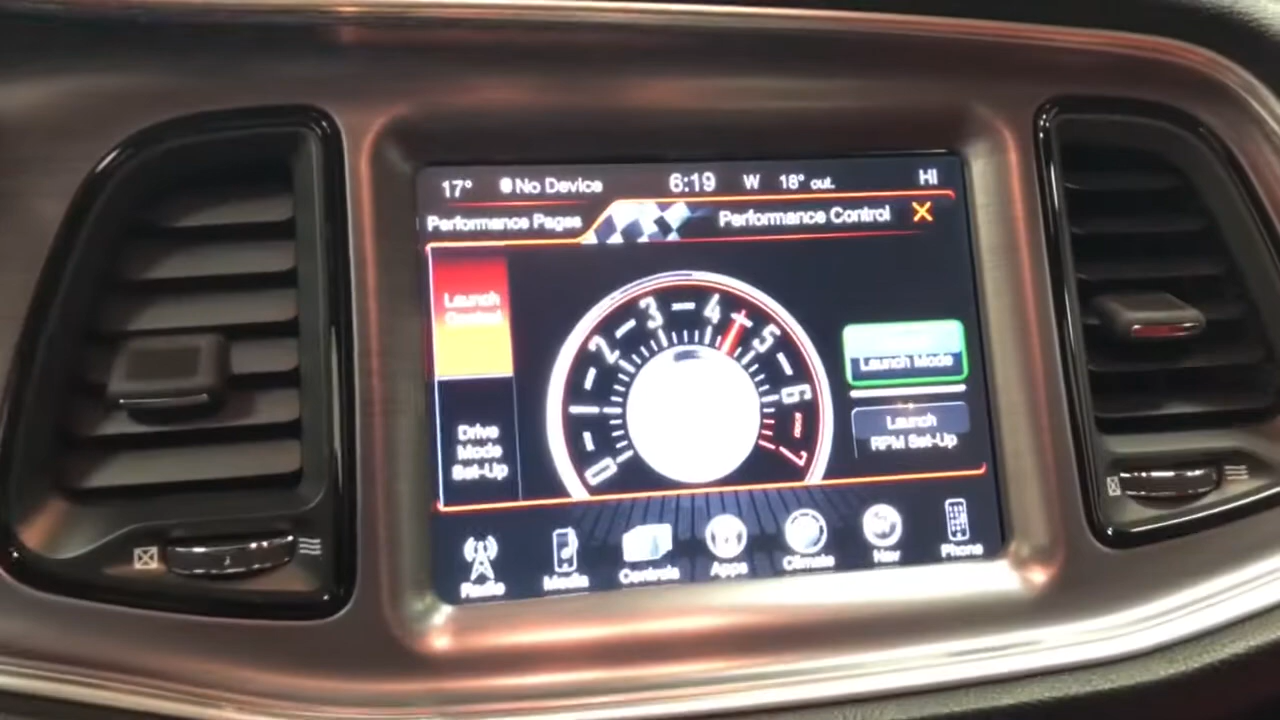 17°
No Device
6:19
W
18° out.
HI
Performance Pages
Performance Control
X
Launch
Control
Drive
Mode
Set-Up
0
1
2
3
4
5
6
7
Launch Mode
Launch
RPM Set-Up
Radio
Media
Controls
Apps
Climate
Nav
Phone